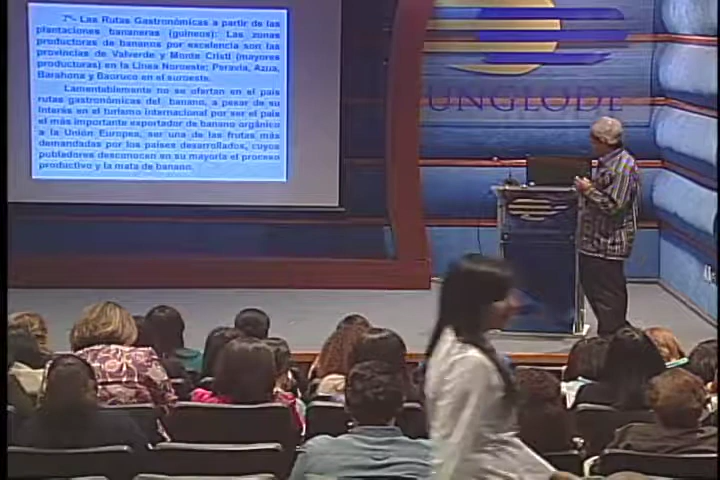 7ª- Las Rutas Gastronómicas a partir de las
plantaciones bananeras (guineos): Las zonas
productoras de bananos por excelencia son las
provincias de Valverde y Monte Cristi (mayores
productoras) en la Línea Noroeste; Peravia, Azua,
Barahona y Baoruco en el suroeste.
Lamentablemente no se ofertan en el país
rutas gastronómicas del banano, a pesar de su
interés en el turismo internacional por ser el país
el más importante exportador de banano orgánico
a la Unión Europea, ser una de las frutas más
demandadas por los países desarrollados, cuyos
pobladores desconocen en su mayoría el proceso
productivo y la mata de banano.
UNGLODE